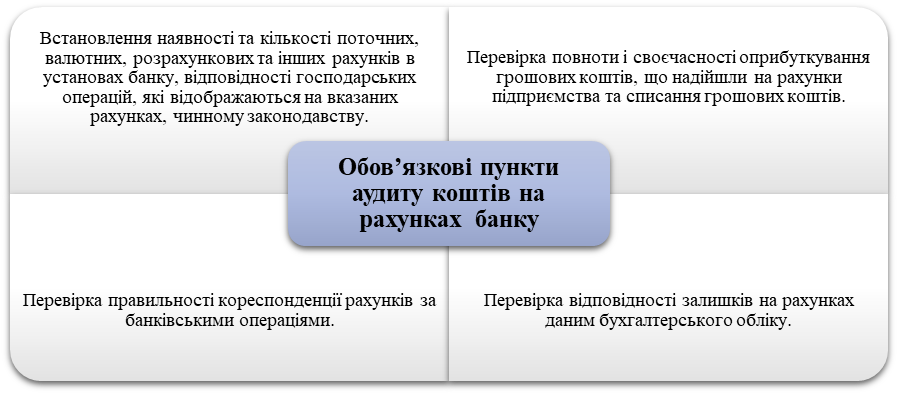 Встановлення наявності та кількості поточних,
валютних, розрахункових та інших рахунків в
установах банку, відповідності господарських
операцій, які відображаються на вказаних
рахунках, чинному законодавству.
Перевірка повноти і своєчасності оприбуткування
грошових коштів, що надійшли на рахунки
підприємства та списання грошових коштів.
Обов’язкові пункти
аудиту коштів на
рахунках банку
Перевірка правильності кореспонденції рахунків за
банківськими операціями.
Перевірка відповідності залишків на рахунках
даним бухгалтерського обліку.